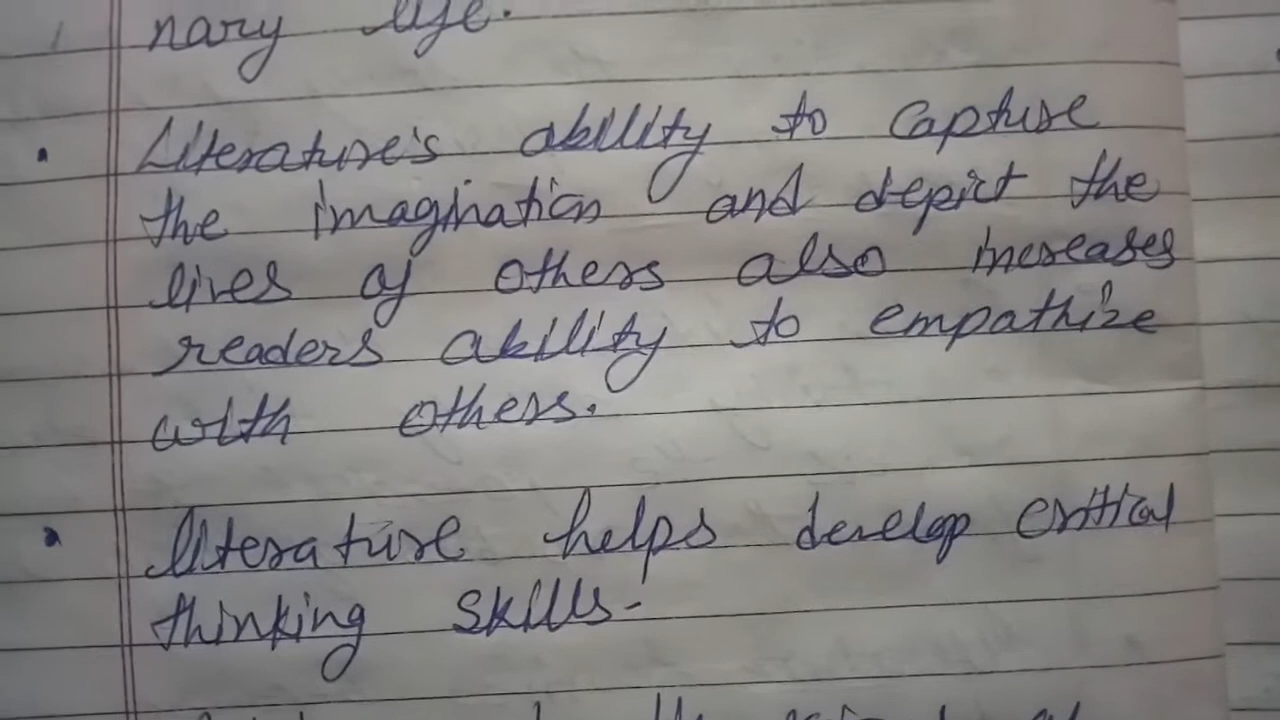 nary life.
Literature's ability to capture
the imagination and depict the
lives of others also increases
readers ability to empathize
with others.
literature helps develop critical
thinking skills-